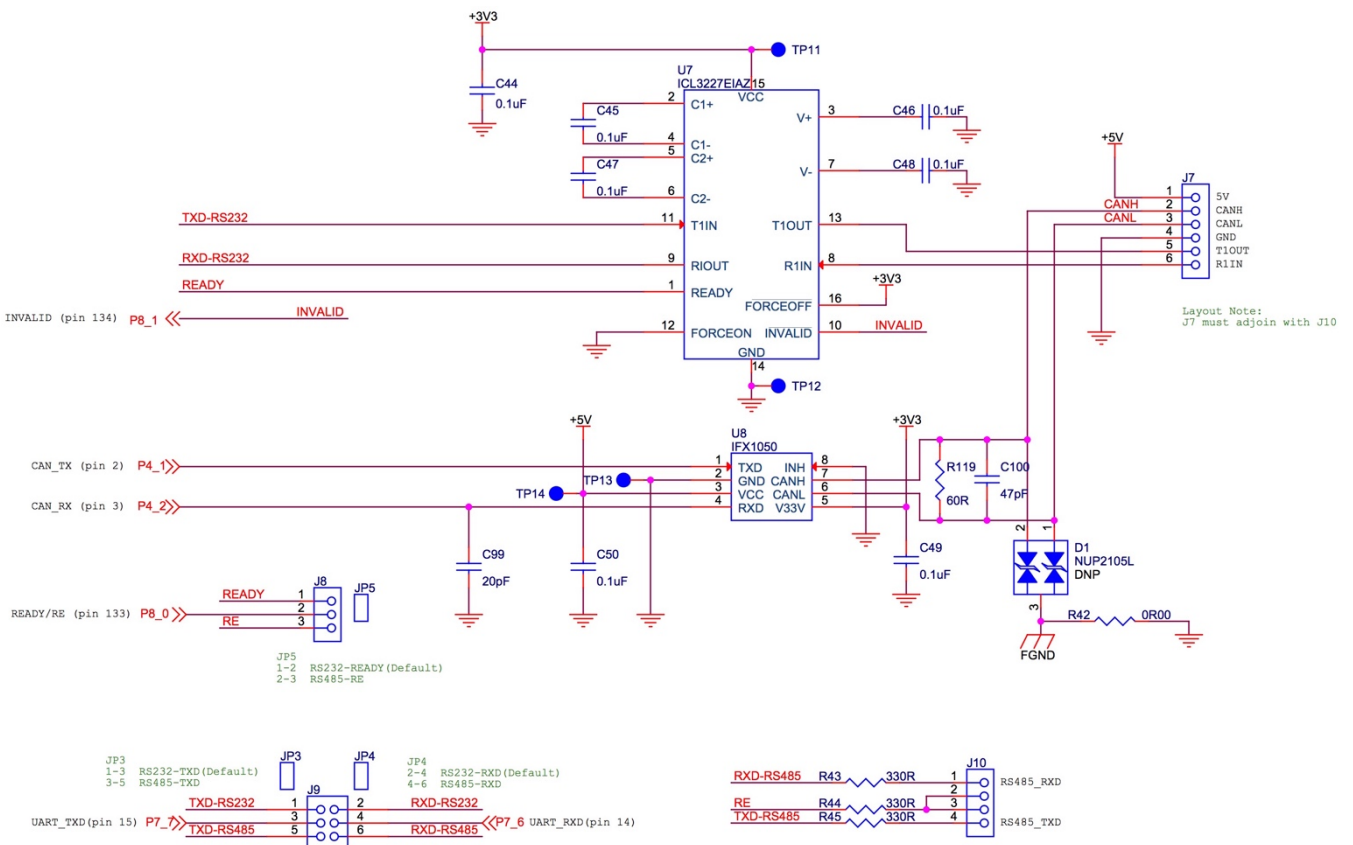 +3V3
TP11
U7
ICL3227EIAZ
15
VCC
C44
0.1uF
2
C1+
C45
0.1uF
4
C1-
5
C2+
C47
0.1uF
6
C2-
V+
3
C46
0.1uF
V-
7
C48
0.1uF
+5V
J7
1
5V
CANH
2
CANH
CANL
3
CANL
4
GND
5
T1OUT
6
R1IN
TXD-RS232
11
T1IN
T1OUT
13
RXD-RS232
9
RIOUT
R1IN
8
READY
1
READY
+3V3
FORCEOFF
16
INVALID (pin 134)
P8_1
INVALID
12
FORCEON
INVALID
10
INVALID
GND
14
TP12
Layout Note:
J7 must adjoin with J10
+5V
U8
IFX1050
+3V3
CAN_TX (pin 2)
P4_1
1
TXD
INH
8
TP13
2
GND
CANH
7
TP14
3
VCC
CANL
6
CAN_RX (pin 3)
P4_2
4
RXD
V33V
5
R119
60R
C100
47pF
C99
20pF
C50
0.1uF
C49
0.1uF
2
1
D1
NUP2105L
DNP
3
R42
0R00
FGND
J8
JP5
READY
1
READY/RE (pin 133)
P8_0
2
RE
3
JP5
1-2 RS232-READY(Default)
2-3 RS485-RE
JP3
1-3 RS232-TXD(Default)
3-5 RS485-TXD
JP3
JP4
J9
JP4
2-4 RS232-RXD(Default)
4-6 RS485-RXD
TXD-RS232
1
2
RXD-RS232
UART_TXD(pin 15)
P7_7
3
4
P7_6
UART_RXD(pin 14)
TXD-RS485
5
6
RXD-RS485
J10
RXD-RS485
R43
330R
1
RS485_RXD
2
RE
R44
330R
3
TXD-RS485
R45
330R
4
RS485_TXD